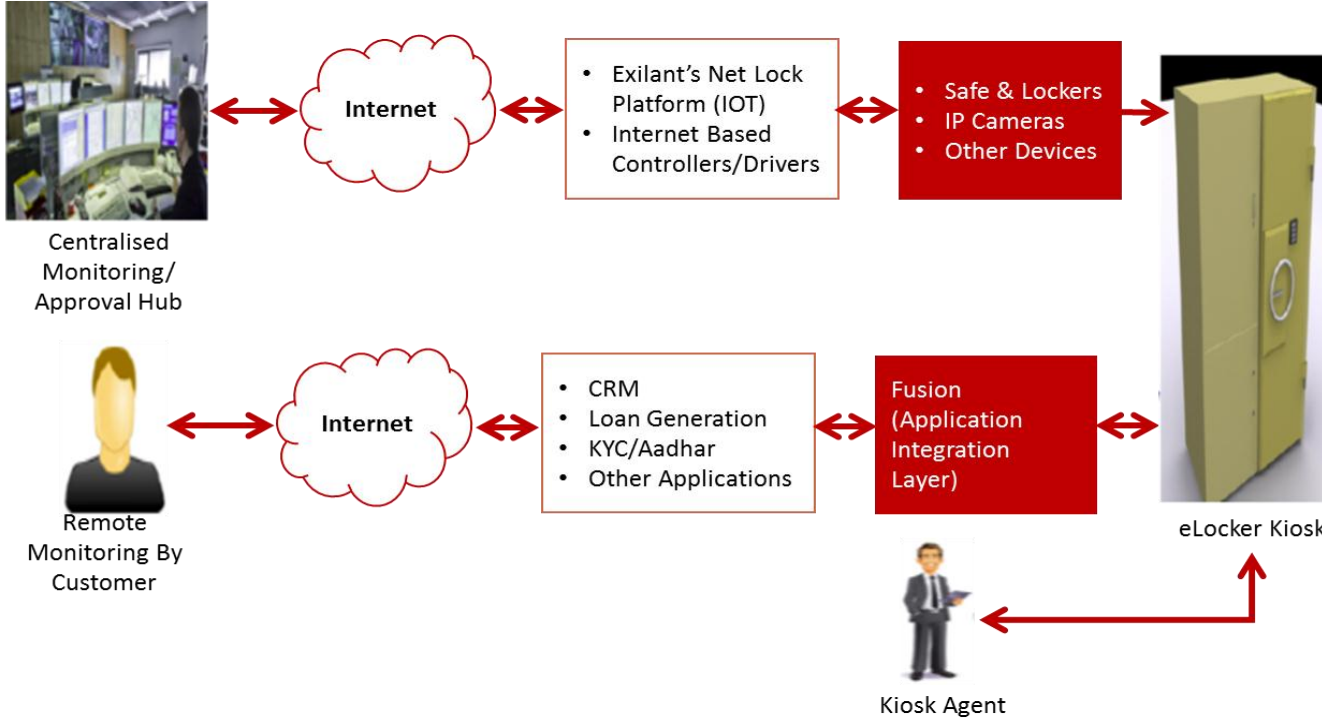 Internet
• Exilant's Net Lock
Platform (IOT)
• Internet Based
Controllers/Drivers
• Safe & Lockers
• IP Cameras
• Other Devices
Centralised
Monitoring/
Approval Hub
Internet
• CRM
• Loan Generation
• KYC/Aadhar
• Other Applications
Fusion
(Application
Integration
Layer)
Remote
Monitoring By
Customer
eLocker Kiosk
Kiosk Agent